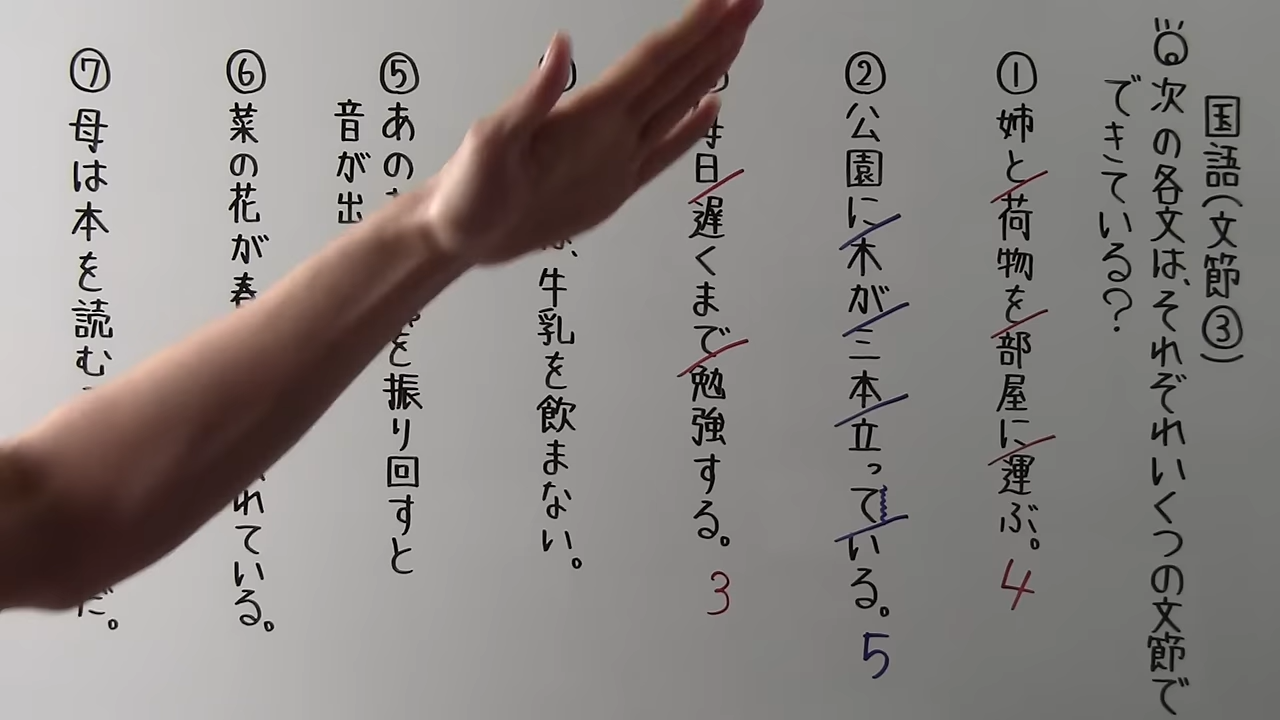 国語(文節③)
次の各文は、それぞれいくつの文節で
できている?
① 姉と荷物を部屋に運ぶ。4
② 公園に木が三本立っている。5
日遅くまで勉強する。3
牛乳を飲まない。
⑤ あの を振り回すと
音が出
⑥ 菜の花が春 れている。
⑦ 母は本を読む だ。